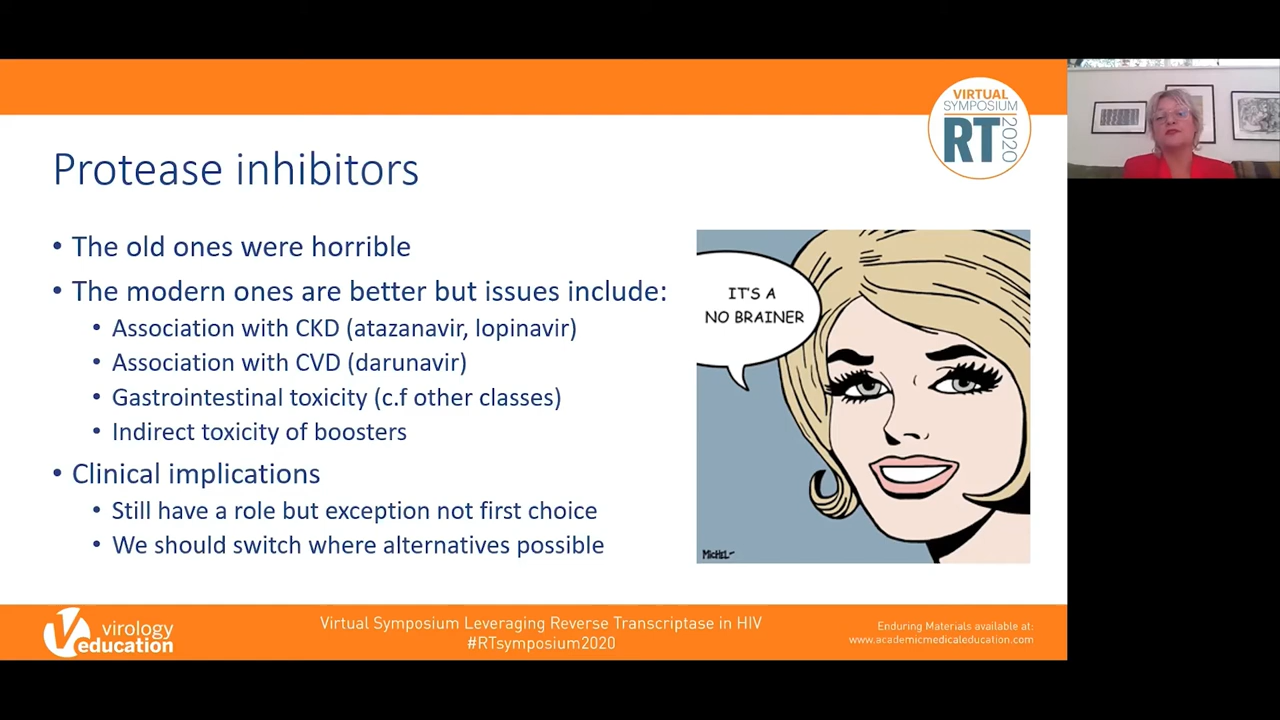 VIRTUAL
SYMPOSIUM
RT
2020
Protease inhibitors
• The old ones were horrible
• The modern ones are better but issues include:
• Association with CKD (atazanavir, lopinavir)
• Association with CVD (darunavir)
• Gastrointestinal toxicity (c.f other classes)
• Indirect toxicity of boosters
• Clinical implications
• Still have a role but exception not first choice
• We should switch where alternatives possible
IT'S A
NO BRAINER
MICHEL-
virology
education
Virtual Symposium Leveraging Reverse Transcriptase in HIV
#RTsymposium2020
Enduring Materials available at:
www.academicmedicaleducation.com